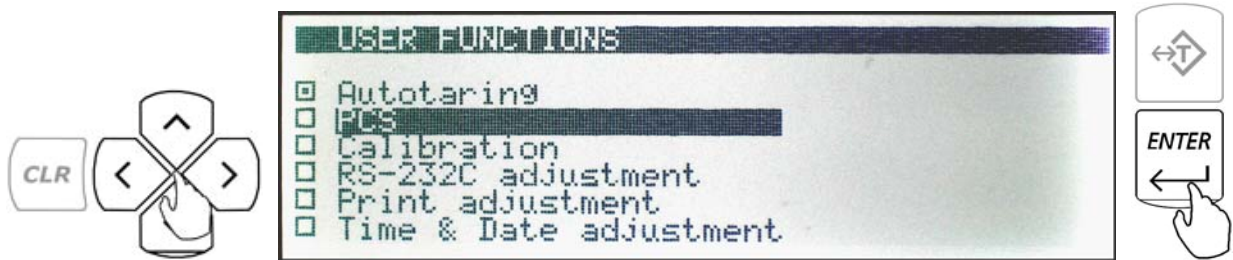 USER FUNCTIONS
Autotaring
PCS
Calibration
RS-232C adjustment
Print adjustment
Time & Date adjustment
CLR
T
ENTER